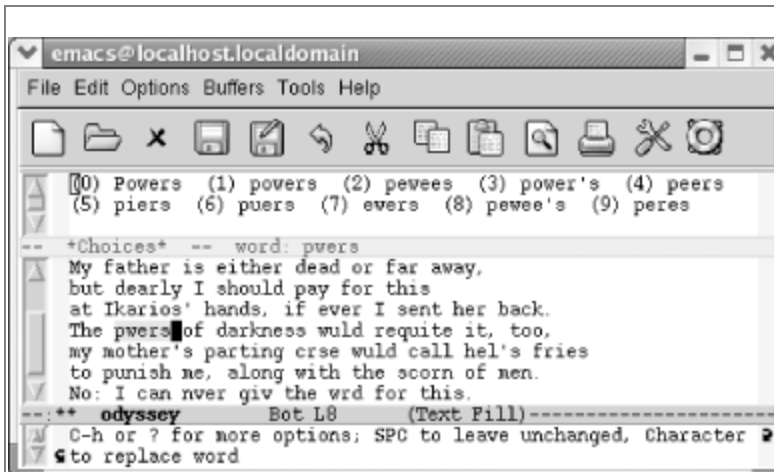 emacs@localhost.localdomain
File Edit Options Buffers Tools Help
(0) Powers (1) powers (2) pewees (3) power's (4) peers
(5) piers (6) puers (7) ewers (8) pewee's (9) peres
-- *Choices* -- word: pwers
My father is either dead or far away,
but dearly I should pay for this
at Ikarios' hands, if ever I sent her back.
The pwers of darkness wuld requite it, too,
my mother's parting crse wuld call hel's fries
to punish me, along with the scorn of men.
No: I can nver giv the wrd for this.
--:** odyssey Bot L8 (Text Fill)-----------------------
C-h or ? for more options; SPC to leave unchanged, Character
to replace word